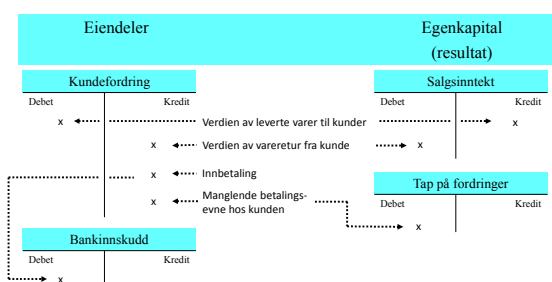 Eiendeler
Egenkapital
(resultat)
Kundefordring
Debet
Kredit
x
x
x
x
Verdien av leverte varer til kunder
Verdien av vareretur fra kunde
Innbetaling
Manglende betalings-
evne hos kunden
Salgsinntekt
Debet
Kredit
x
x
Tap på fordringer
Debet
Kredit
x
Bankinnskudd
Debet
Kredit
x